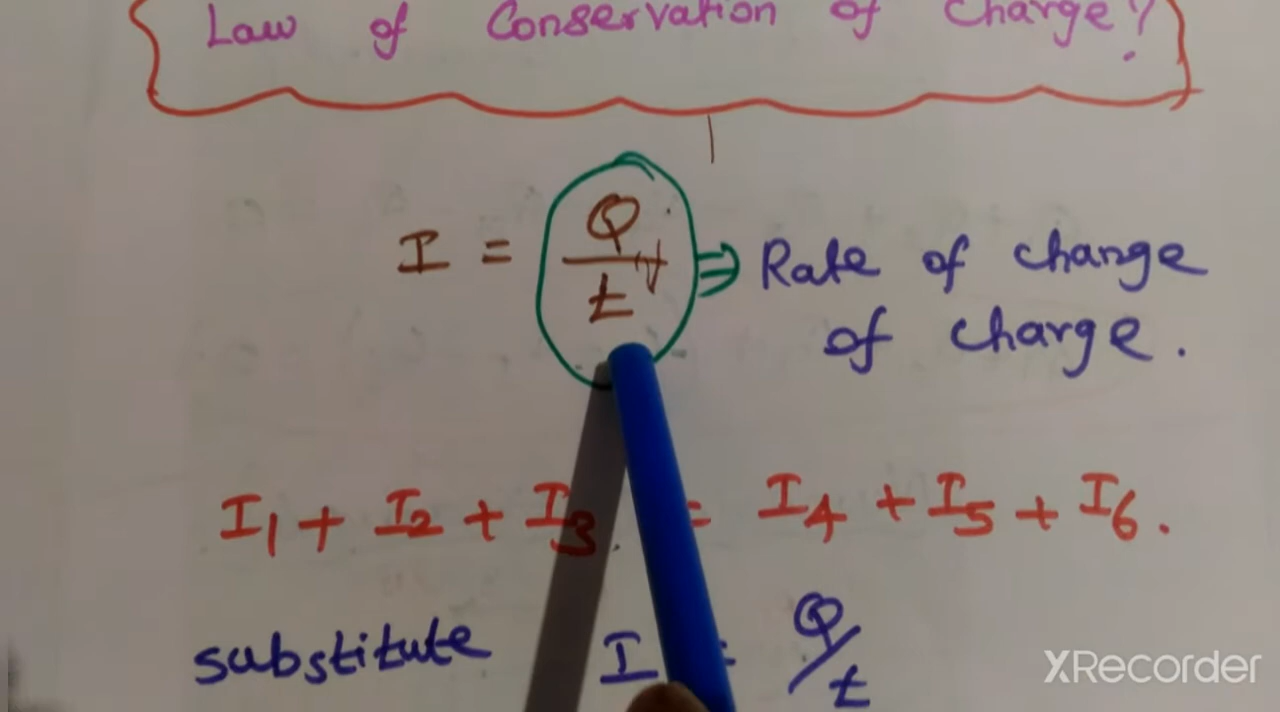 Law of Conservation of Charge?
I = Q/t ⇒ Rate of change
of charge.
I1 + I2 + I3 = I4 + I5 + I6.
substitute I = Q/t
XRecorder